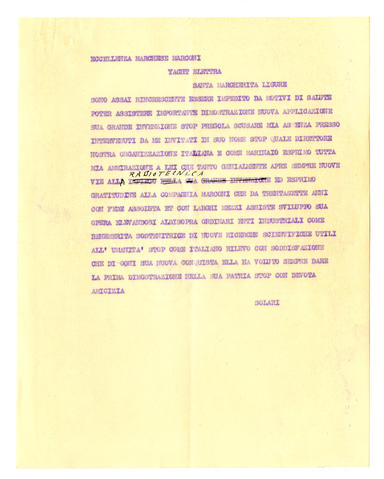 ECCELLENZA MARCHESE MARCONI
YACHT ELETTRA
SANTA MARGHERITA LIGURE
SONO ASSAI RINCRESCENTE ESSERE IMPEDITO DA MOTIVI DI SALUTE
POTER ASSISTERE IMPORTANTE DIMOSTRAZIONE NUOVA APPLICAZIONE
SUA GRANDE INVENZIONE STOP PREGOLA SCUSARE MIA ASSENZA PRESSO
INTERVENUTI DA ME INVITATI IN SUO NOME STOP QUALE DIRETTORE
NOSTRA ORGANIZZAZIONE ITALIANA E COME MARINAIO ESPRIMO TUTTA
MIA AMMIRAZIONE A LEI CHE TANTO GENIALMENTE APRE SEMPRE NUOVE
RADIOTECNICA
VIE ALLA DELLA SUA GRANDE INVENZIONE ED ESPRIMO
GRATITUDINE ALLA COMPAGNIA MARCONI CHE DA TRENTASETTE ANNI
CON FEDE ASSOLUTA ET CON LARGHI MEZZI ASSISTE SVILUPPO SUA
OPERA ELEVANDOSI ALDISOPRA ORDINARI ENTI INDUSTRIALI COME
BENEMERITA SOSTENITRICE DI NUOVE RICERCHE SCIENTIFICHE UTILI
ALL' UMANITA' STOP COME ITALIANO RILEVO CON SODDISFAZIONE
CHE DI OGNI SUA NUOVA CONQUISTA ELLA HA VOLUTO SEMPRE DARE
LA PRIMA DIMOSTRAZIONE NELLA SUA PATRIA STOP CON DEVOTA
AMICIZIA
SOLARI